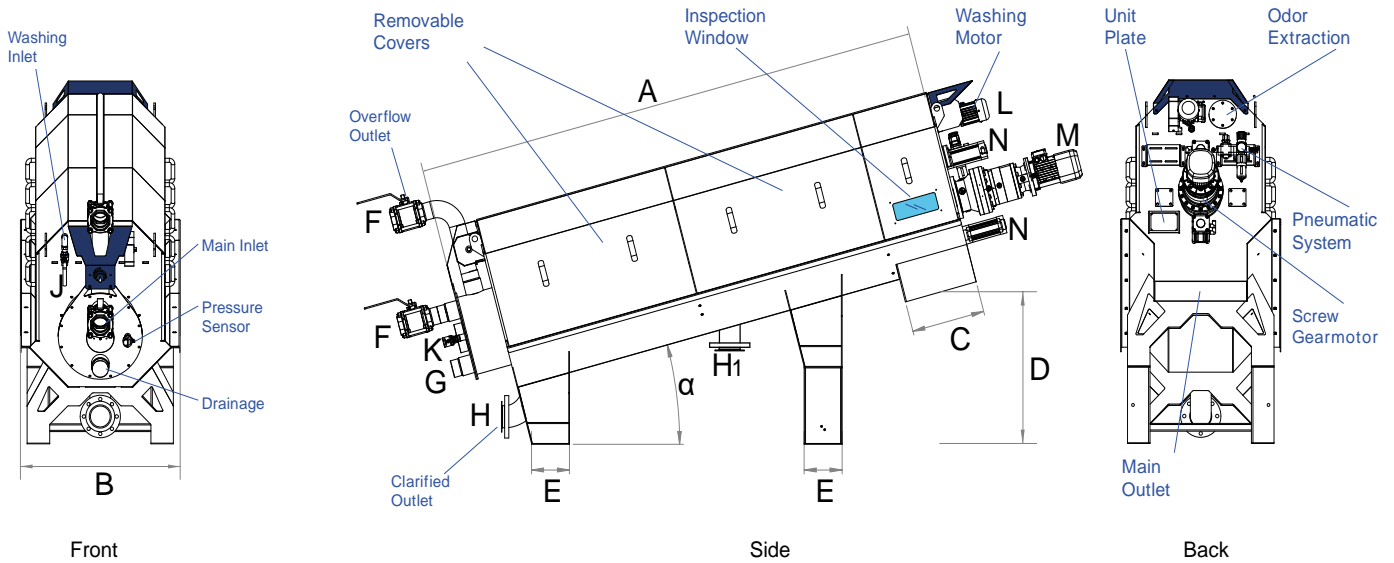 Washing
Inlet
J
Main Inlet
Pressure
Sensor
Drainage
B
Front
Removable
Covers
Inspection
Window
Washing
Motor
A
L
Overflow
Outlet
N
M
F
N
F
K
G
H1
C
D
α
H
Clarified
Outlet
E
E
Side
Unit
Plate
Odor
Extraction
Pneumatic
System
Screw
Gearmotor
Main
Outlet
Back